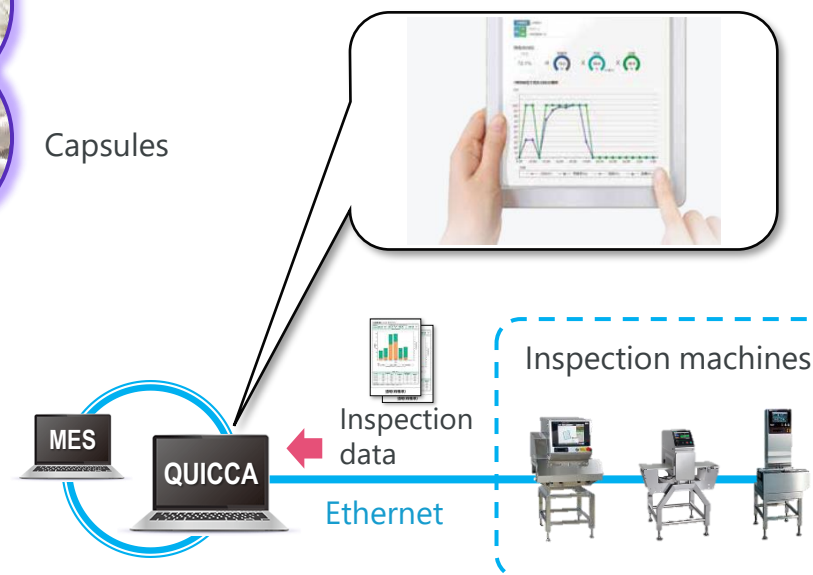 Capsules
Inspection machines
Inspection
data
MES
QUICCA
Ethernet